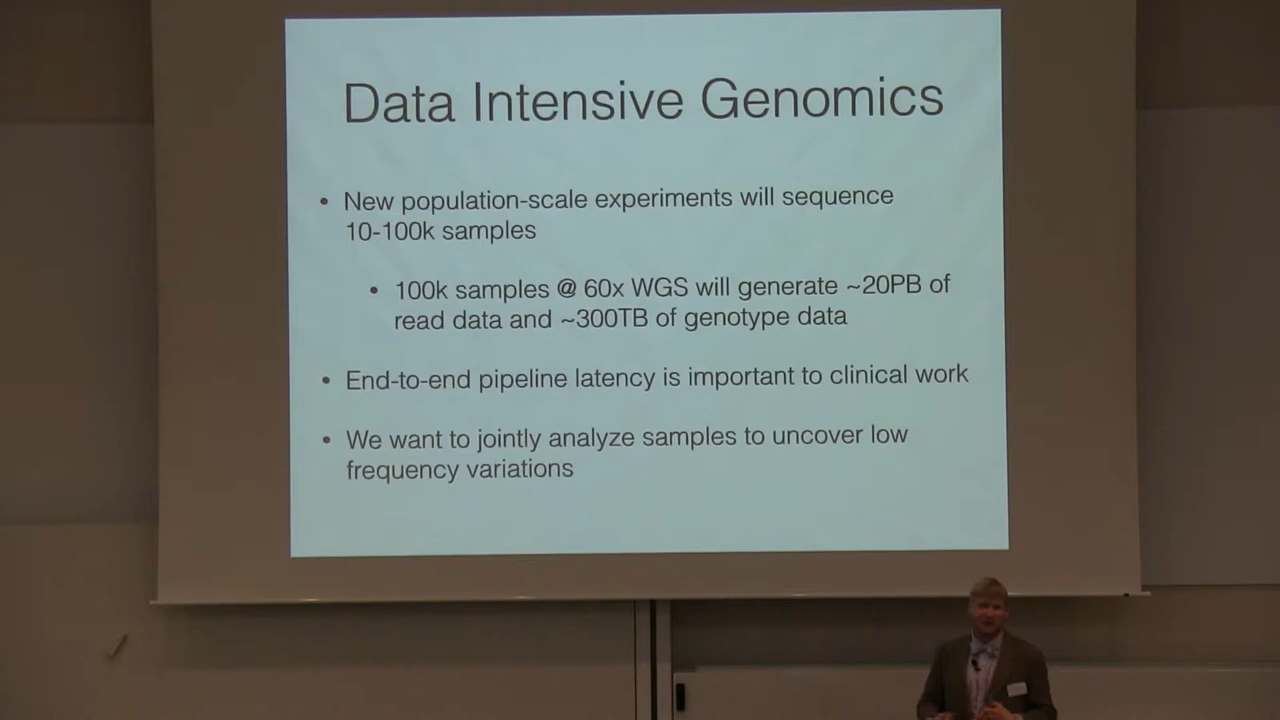 Data Intensive Genomics
• New population-scale experiments will sequence
10-100k samples
• 100k samples @ 60x WGS will generate ~20PB of
read data and ~300TB of genotype data
• End-to-end pipeline latency is important to clinical work
• We want to jointly analyze samples to uncover low
frequency variations